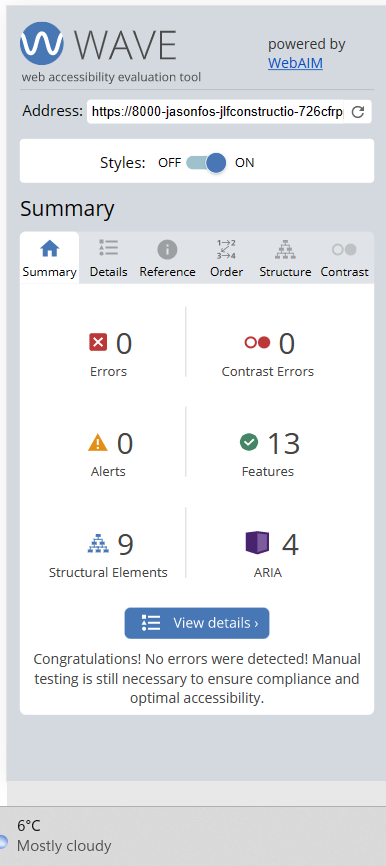 WAVE
web accessibility evaluation tool
powered by
WebAIM
Address: https://8000-jasonfos-jlfconstructio-726cfrp
Styles: OFF ON
Summary
Summary Details Reference Order Structure Contrast
0 Errors
0 Contrast Errors
0 Alerts
13 Features
9 Structural Elements
4 ARIA
View details ›
Congratulations! No errors were detected! Manual
testing is still necessary to ensure compliance and
optimal accessibility.
6°C
Mostly cloudy